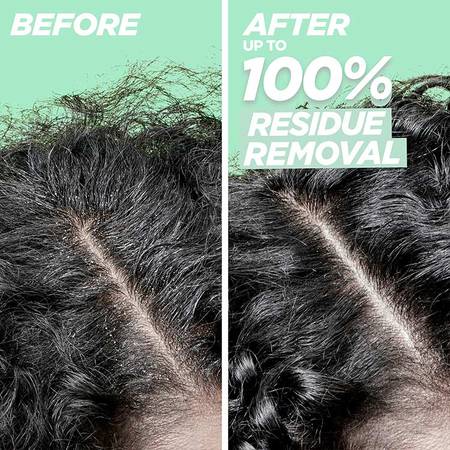 BEFORE
AFTER
UP TO
100%
RESIDUE
REMOVAL